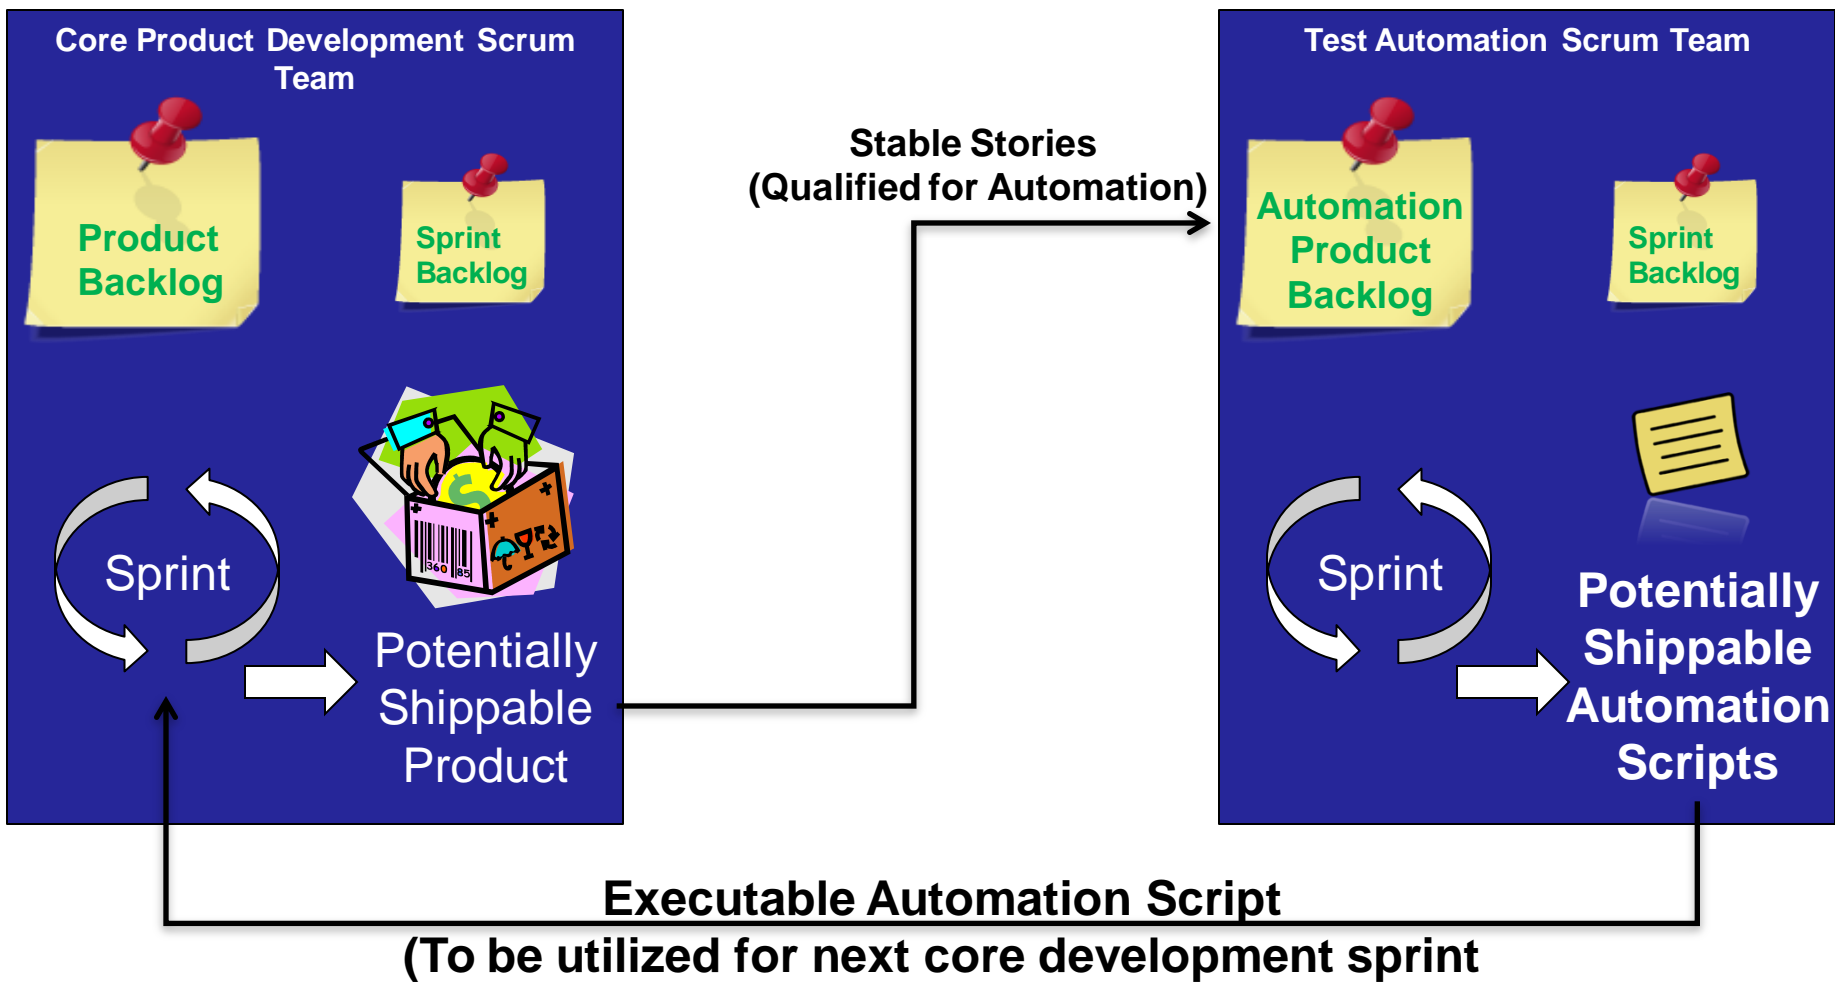 Core Product Development Scrum
Team
Product
Backlog
Sprint
Backlog
Sprint
360 85
Potentially
Shippable
Product
Stable Stories
(Qualified for Automation)
Test Automation Scrum Team
Automation
Product
Backlog
Sprint
Backlog
Sprint
Potentially
Shippable
Automation
Scripts
Executable Automation Script
(To be utilized for next core development sprint
$